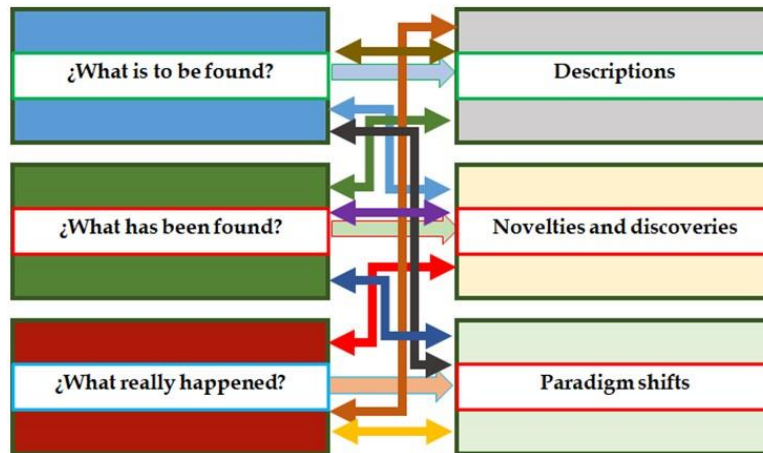 ¿What is to be found?
Descriptions
¿What has been found?
Novelties and discoveries
¿What really happened?
Paradigm shifts